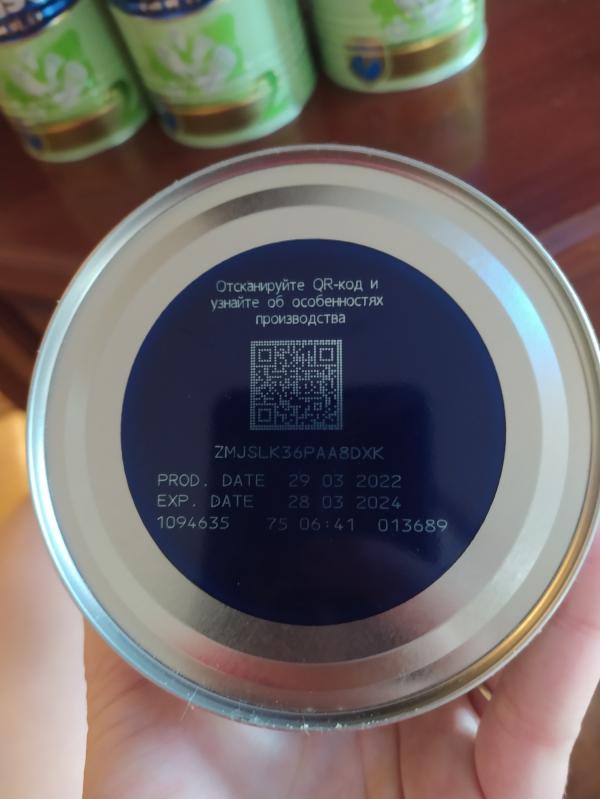 Отсканируйте QR-код и
узнайте об особенностях
производства
ZMJSLK36PAA8DXK
PROD. DATE 29 03 2022
EXP. DATE 28 03 2024
1094635 75 06:41 013689